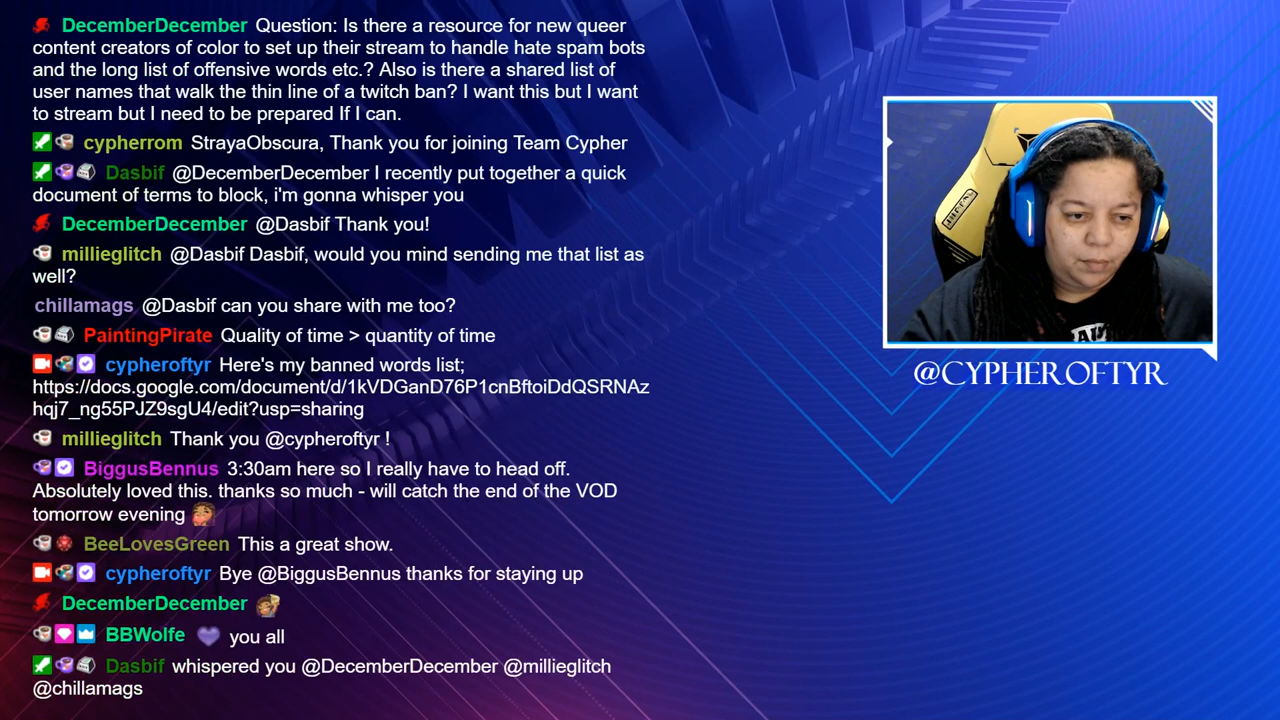 DecemberDecember Question: Is there a resource for new queer
content creators of color to set up their stream to handle hate spam bots
and the long list of offensive words etc.? Also is there a shared list of
user names that walk the thin line of a twitch ban? I want this but I want
to stream but I need to be prepared If I can.
cypherrom StrayaObscura, Thank you for joining Team Cypher
Dasbif @DecemberDecember I recently put together a quick
document of terms to block, i'm gonna whisper you
DecemberDecember @Dasbif Thank you!
millieglitch @Dasbif Dasbif, would you mind sending me that list as
well?
chillamags @Dasbif can you share with me too?
PaintingPirate Quality of time > quantity of time
cypheroftyr Here's my banned words list;
https://docs.google.com/document/d/1kVDGanD76P1cnBftoiDdQSRNAz
hqj7_ng55PJZ9sgU4/edit?usp=sharing
millieglitch Thank you @cypheroftyr !
BiggusBennus 3:30am here so I really have to head off.
Absolutely loved this. thanks so much - will catch the end of the VOD
tomorrow evening
BeeLovesGreen This a great show.
cypheroftyr Bye @BiggusBennus thanks for staying up
DecemberDecember
BBWolfe you all
Dasbif whispered you @DecemberDecember @millieglitch
@chillamags
@CYPHEROFTYR